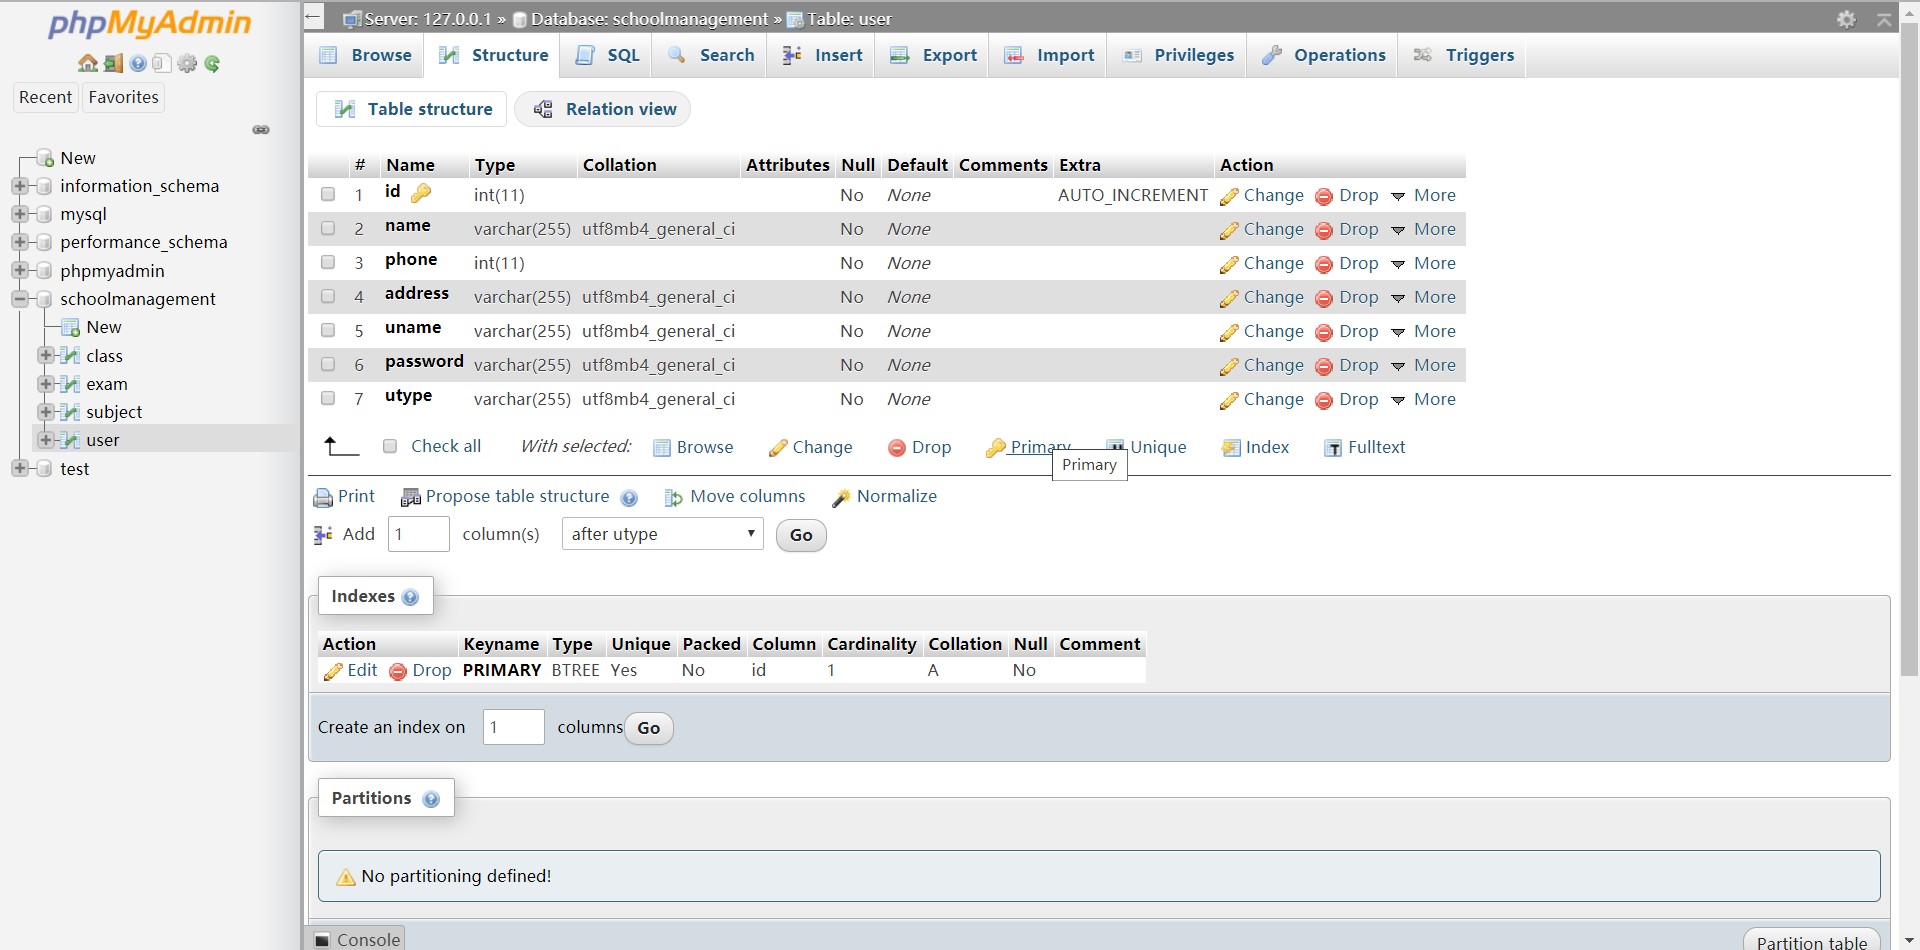 phpMyAdmin
Recent Favorites
New
information_schema
mysql
performance_schema
phpmyadmin
schoolmanagement
New
class
exam
subject
user
test
← Server: 127.0.0.1 » Database: schoolmanagement » Table: user
Browse Structure SQL Search Insert Export Import Privileges Operations Triggers
Table structure Relation view
# Name Type Collation Attributes Null Default Comments Extra Action
1 id int(11) No None AUTO_INCREMENT Change Drop More
2 name varchar(255) utf8mb4_general_ci No None Change Drop More
3 phone int(11) No None Change Drop More
4 address varchar(255) utf8mb4_general_ci No None Change Drop More
5 uname varchar(255) utf8mb4_general_ci No None Change Drop More
6 password varchar(255) utf8mb4_general_ci No None Change Drop More
7 utype varchar(255) utf8mb4_general_ci No None Change Drop More
Check all With selected: Browse Change Drop Primary Unique Index Fulltext
Primary
Print Propose table structure Move columns Normalize
Add 1 column(s) after utype Go
Indexes
Action Keyname Type Unique Packed Column Cardinality Collation Null Comment
Edit Drop PRIMARY BTREE Yes No id 1 A No
Create an index on 1 columns Go
Partitions
No partitioning defined!
Console
Partition table